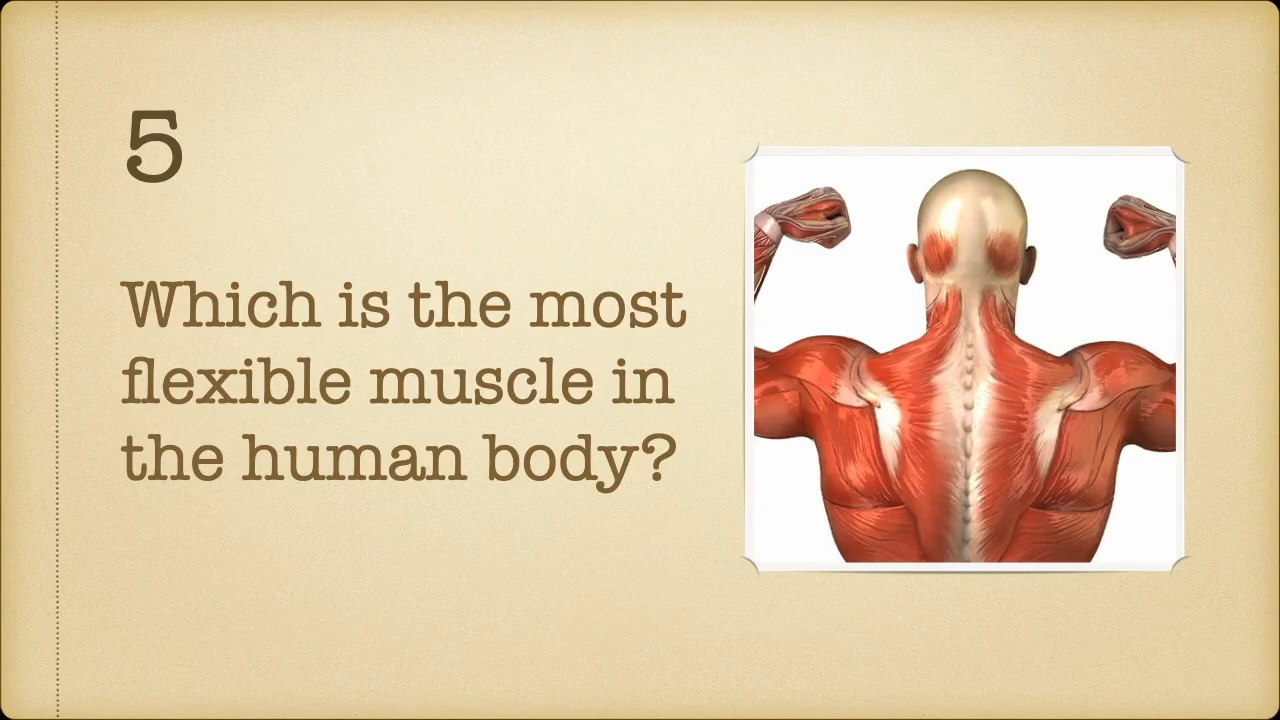 5
Which is the most
flexible muscle in
the human body?